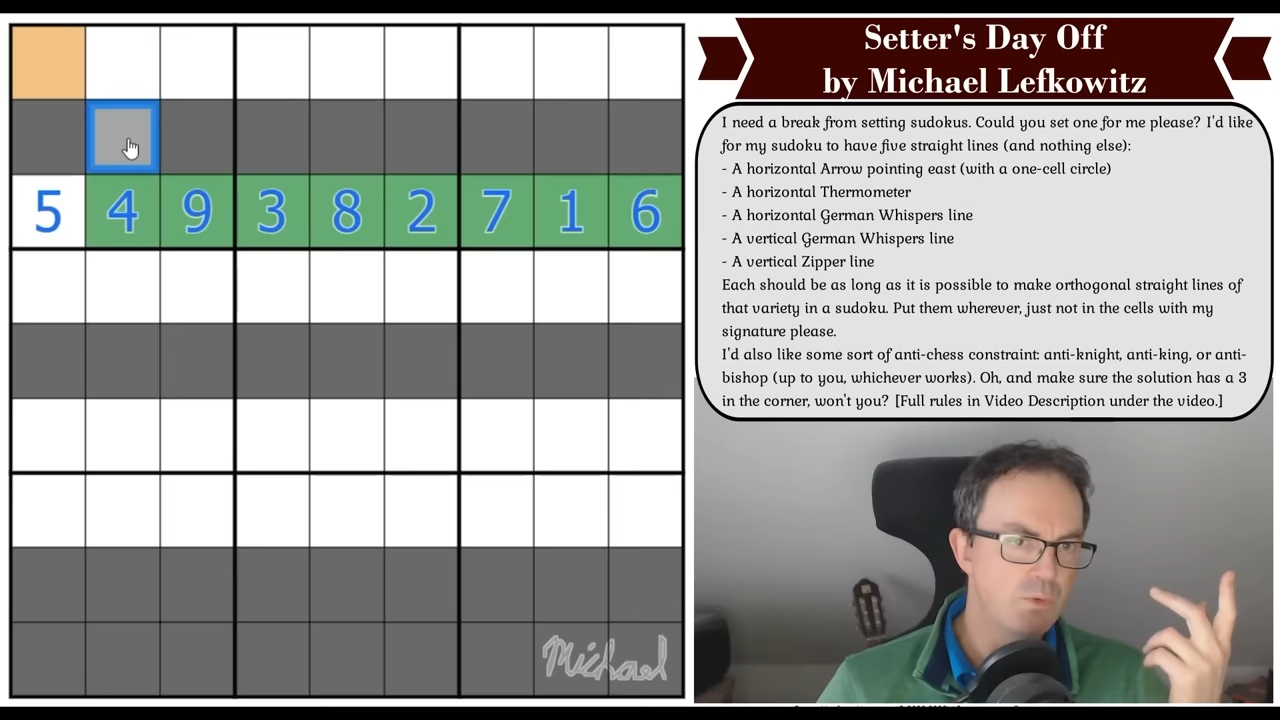 Setter's Day Off
by Michael Lefkowitz
I need a break from setting sudokus. Could you set one for me please? I'd like
for my sudoku to have five straight lines (and nothing else):
- A horizontal Arrow pointing east (with a one-cell circle)
- A horizontal Thermometer
- A horizontal German Whispers line
- A vertical German Whispers line
- A vertical Zipper line
Each should be as long as it is possible to make orthogonal straight lines of
that variety in a sudoku. Put them wherever, just not in the cells with my
signature please.
I'd also like some sort of anti-chess constraint: anti-knight, anti-king, or anti-
bishop (up to you, whichever works). Oh, and make sure the solution has a 3
in the corner, won't you? [Full rules in Video Description under the video.]
5 4 9 3 8 2 7 1 6
Michael